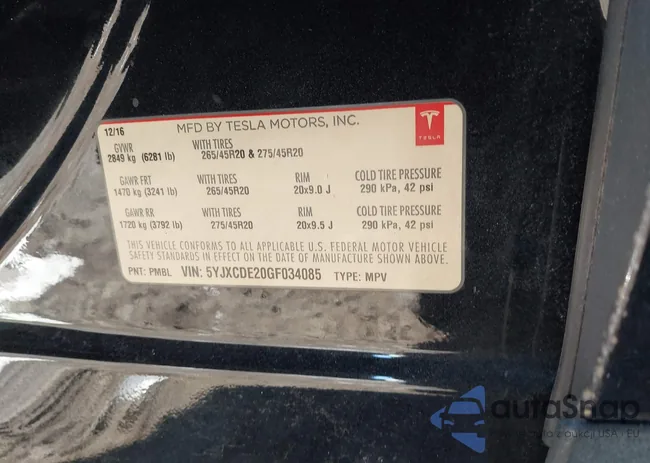 12/16 MFD BY TESLA MOTORS, INC.
TESLA
GVWR WITH TIRES
2849 kg (6281 lb) 265/45R20 & 275/45R20
GAWR FRT WITH TIRES RIM COLD TIRE PRESSURE
1470 kg (3241 lb) 265/45R20 20x9.0 J 290 kPa, 42 psi
GAWR RR WITH TIRES RIM COLD TIRE PRESSURE
1720 kg (3792 lb) 275/45R20 20x9.5 J 290 kPa, 42 psi
THIS VEHICLE CONFORMS TO ALL APPLICABLE U.S. FEDERAL MOTOR VEHICLE
SAFETY STANDARDS IN EFFECT ON THE DATE OF MANUFACTURE SHOWN ABOVE.
PNT: PMBL VIN: 5YJXCDE20GF034085 TYPE: MPV
autoSnap
USA EU